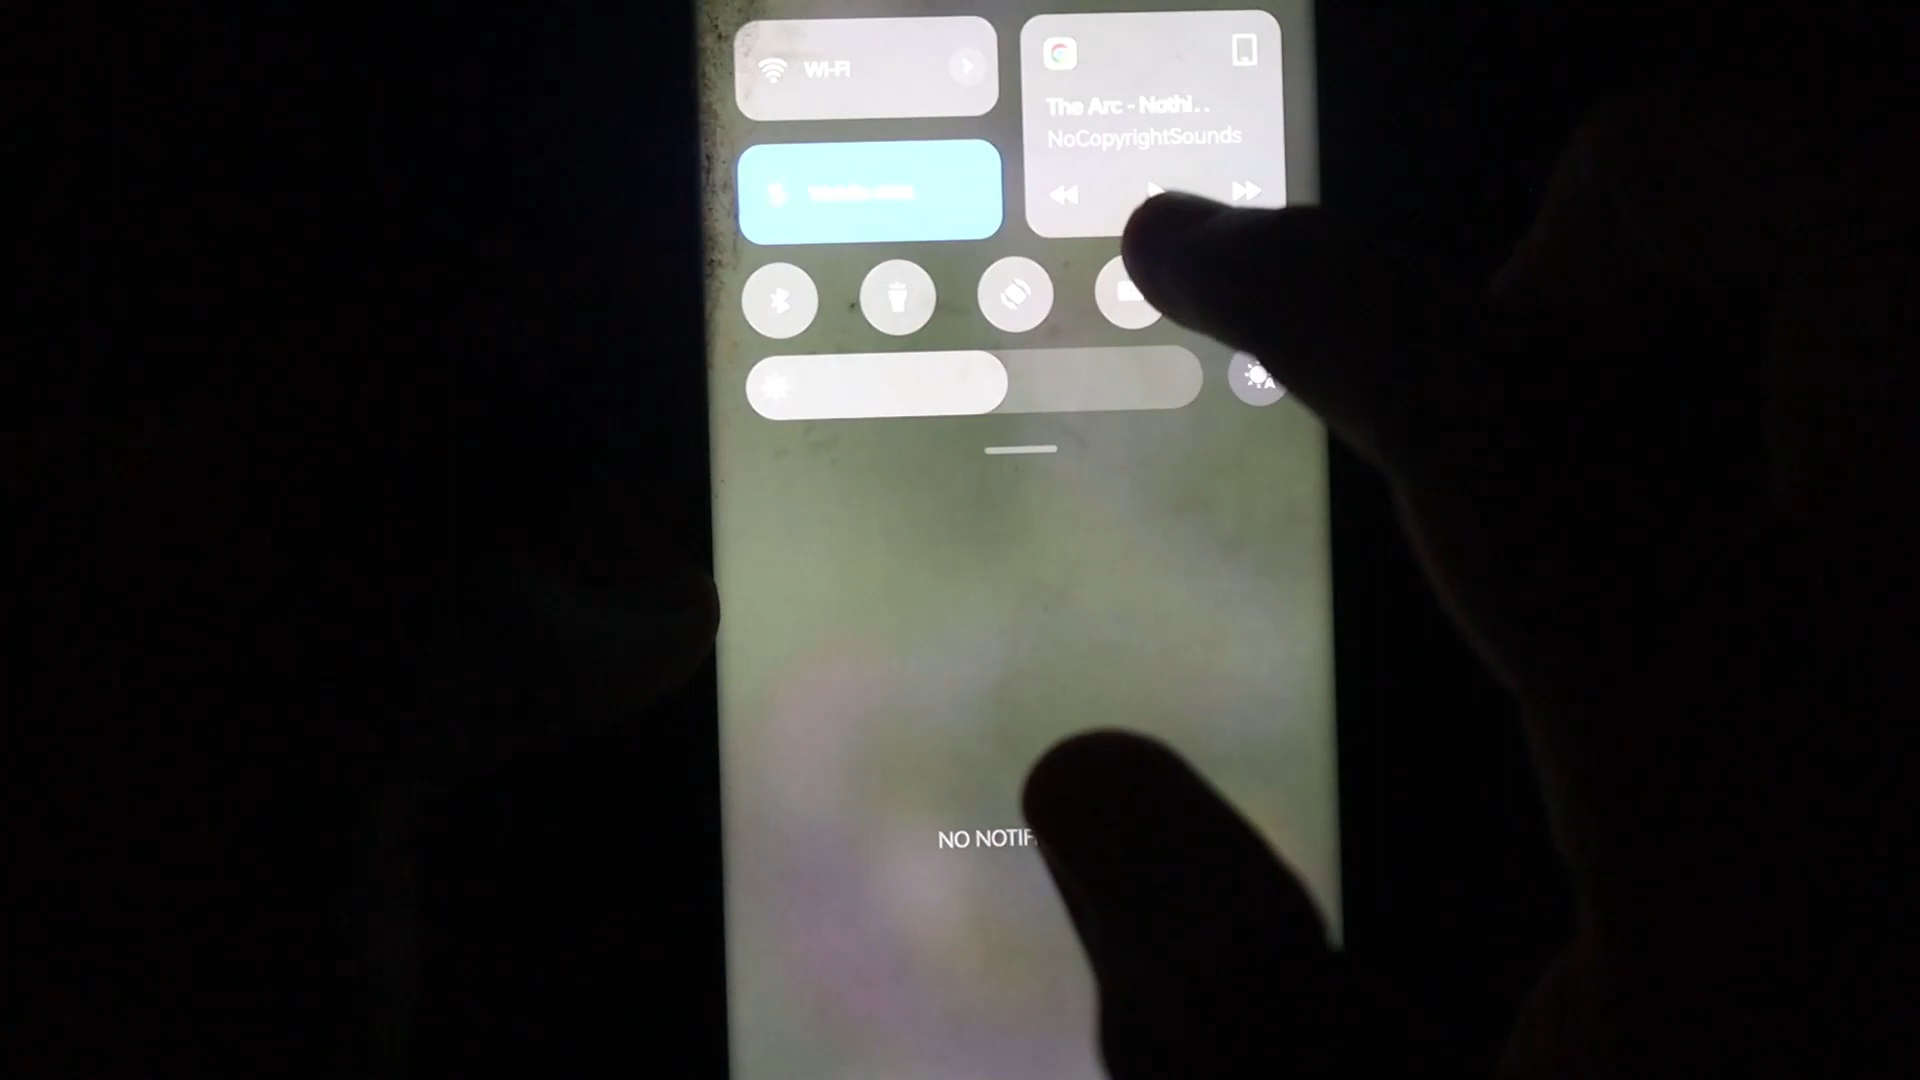 Wi-Fi
The Arc - Nothi..
NoCopyrightSounds
A
NO NOTIF